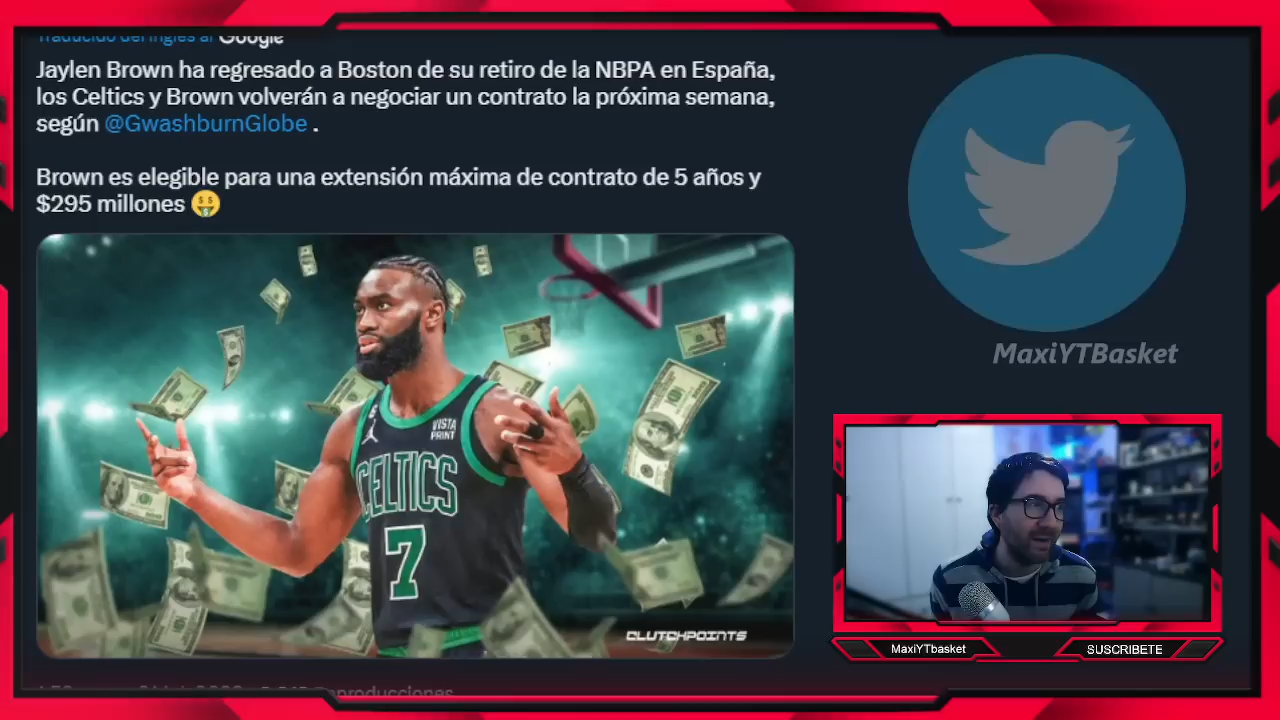 Traducido del inglés al Google
Jaylen Brown ha regresado a Boston de su retiro de la NBPA en España,
los Celtics y Brown volverán a negociar un contrato la próxima semana,
según @GwashburnGlobe .
Brown es elegible para una extensión máxima de contrato de 5 años y
$295 millones 🤑
MaxiYTBasket
VISTA
PRINT
CELTICS
7
CLUTCHPOINTS
MaxiYTbasket
SUSCRIBETE